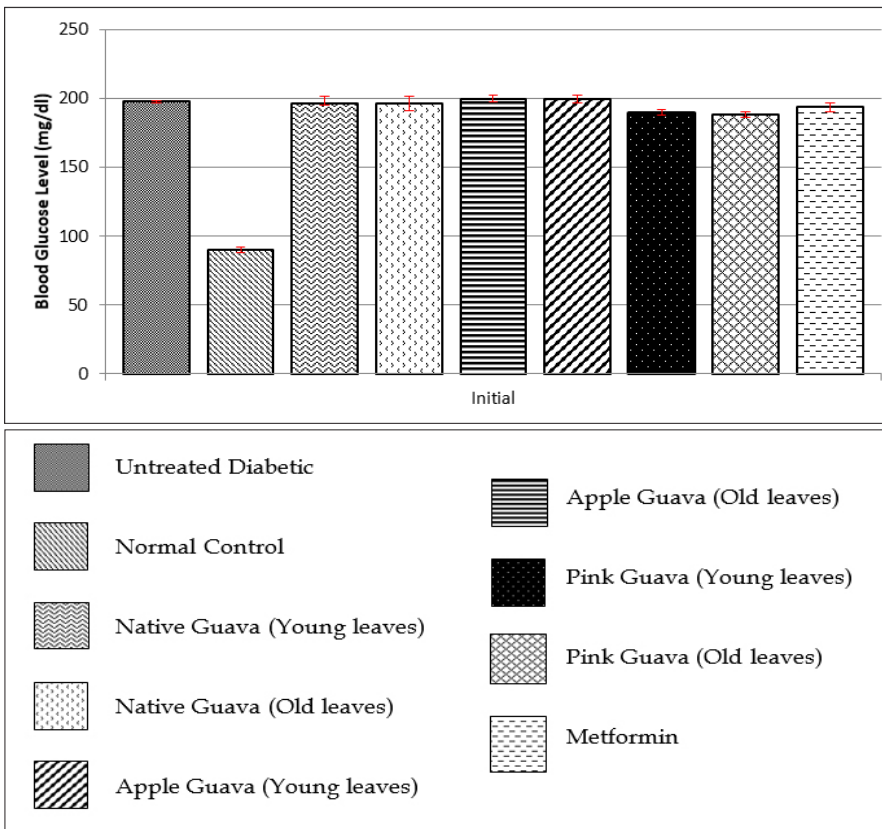 250
200
150
100
50
0
Blood Glucose Level (mg/dl)
Initial
Untreated Diabetic
Normal Control
Native Guava (Young leaves)
Native Guava (Old leaves)
Apple Guava (Young leaves)
Apple Guava (Old leaves)
Pink Guava (Young leaves)
Pink Guava (Old leaves)
Metformin